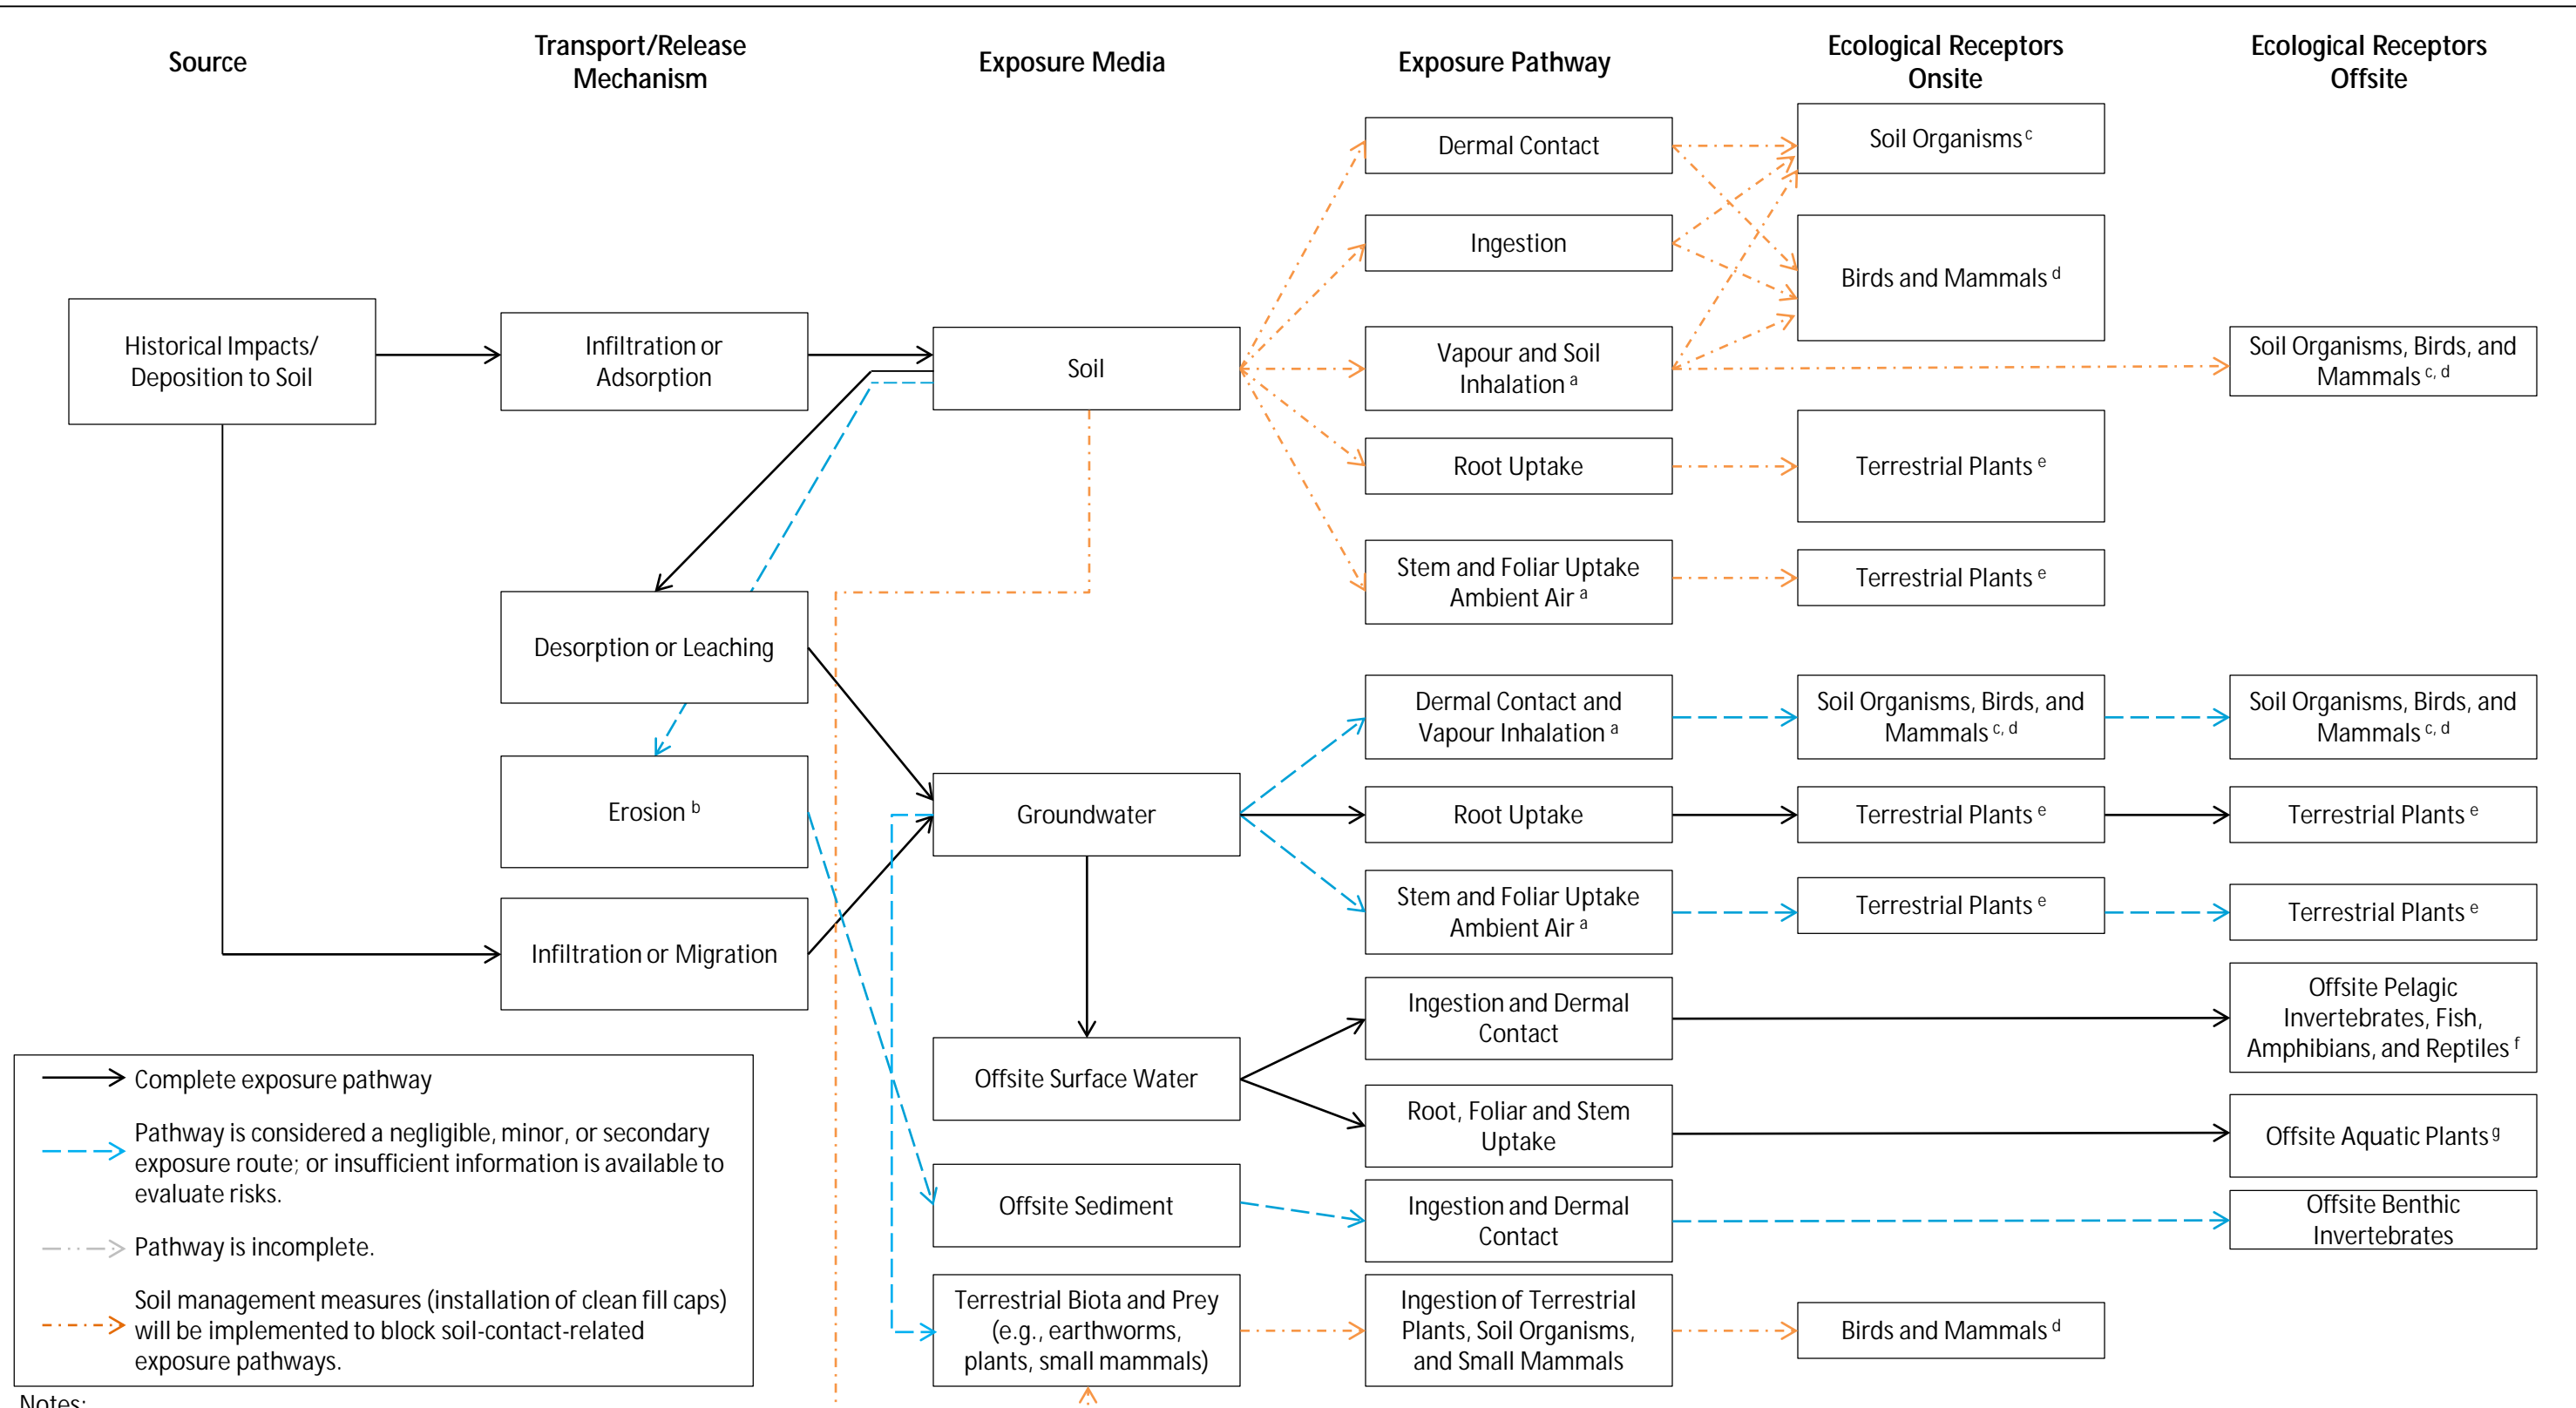 Source
Transport/Release
Mechanism
Exposure Media
Exposure Pathway
Ecological Receptors
Onsite
Ecological Receptors
Offsite
Dermal Contact
Soil Organisms c
Ingestion
Birds and Mammals d
Historical Impacts/
Deposition to Soil
Infiltration or
Adsorption
Soil
Vapour and Soil
Inhalation a
Soil Organisms, Birds, and
Mammals c, d
Root Uptake
Terrestrial Plants e
Stem and Foliar Uptake
Ambient Air a
Terrestrial Plants e
Desorption or Leaching
Dermal Contact and
Vapour Inhalation a
Soil Organisms, Birds, and
Mammals c, d
Soil Organisms, Birds, and
Mammals c, d
Erosion b
Groundwater
Root Uptake
Terrestrial Plants e
Terrestrial Plants e
Stem and Foliar Uptake
Ambient Air a
Terrestrial Plants e
Terrestrial Plants e
Infiltration or Migration
Offsite Surface Water
Ingestion and Dermal
Contact
Offsite Pelagic
Invertebrates, Fish,
Amphibians, and Reptiles f
Root, Foliar and Stem
Uptake
Offsite Aquatic Plants g
Offsite Sediment
Ingestion and Dermal
Contact
Offsite Benthic
Invertebrates
Terrestrial Biota and Prey
(e.g., earthworms,
plants, small mammals)
Ingestion of Terrestrial
Plants, Soil Organisms,
and Small Mammals
Birds and Mammals d
Complete exposure pathway
Pathway is considered a negligible, minor, or secondary
exposure route; or insufficient information is available to
evaluate risks.
Pathway is incomplete.
Soil management measures (installation of clean fill caps)
will be implemented to block soil-contact-related
exposure pathways.
Notes: